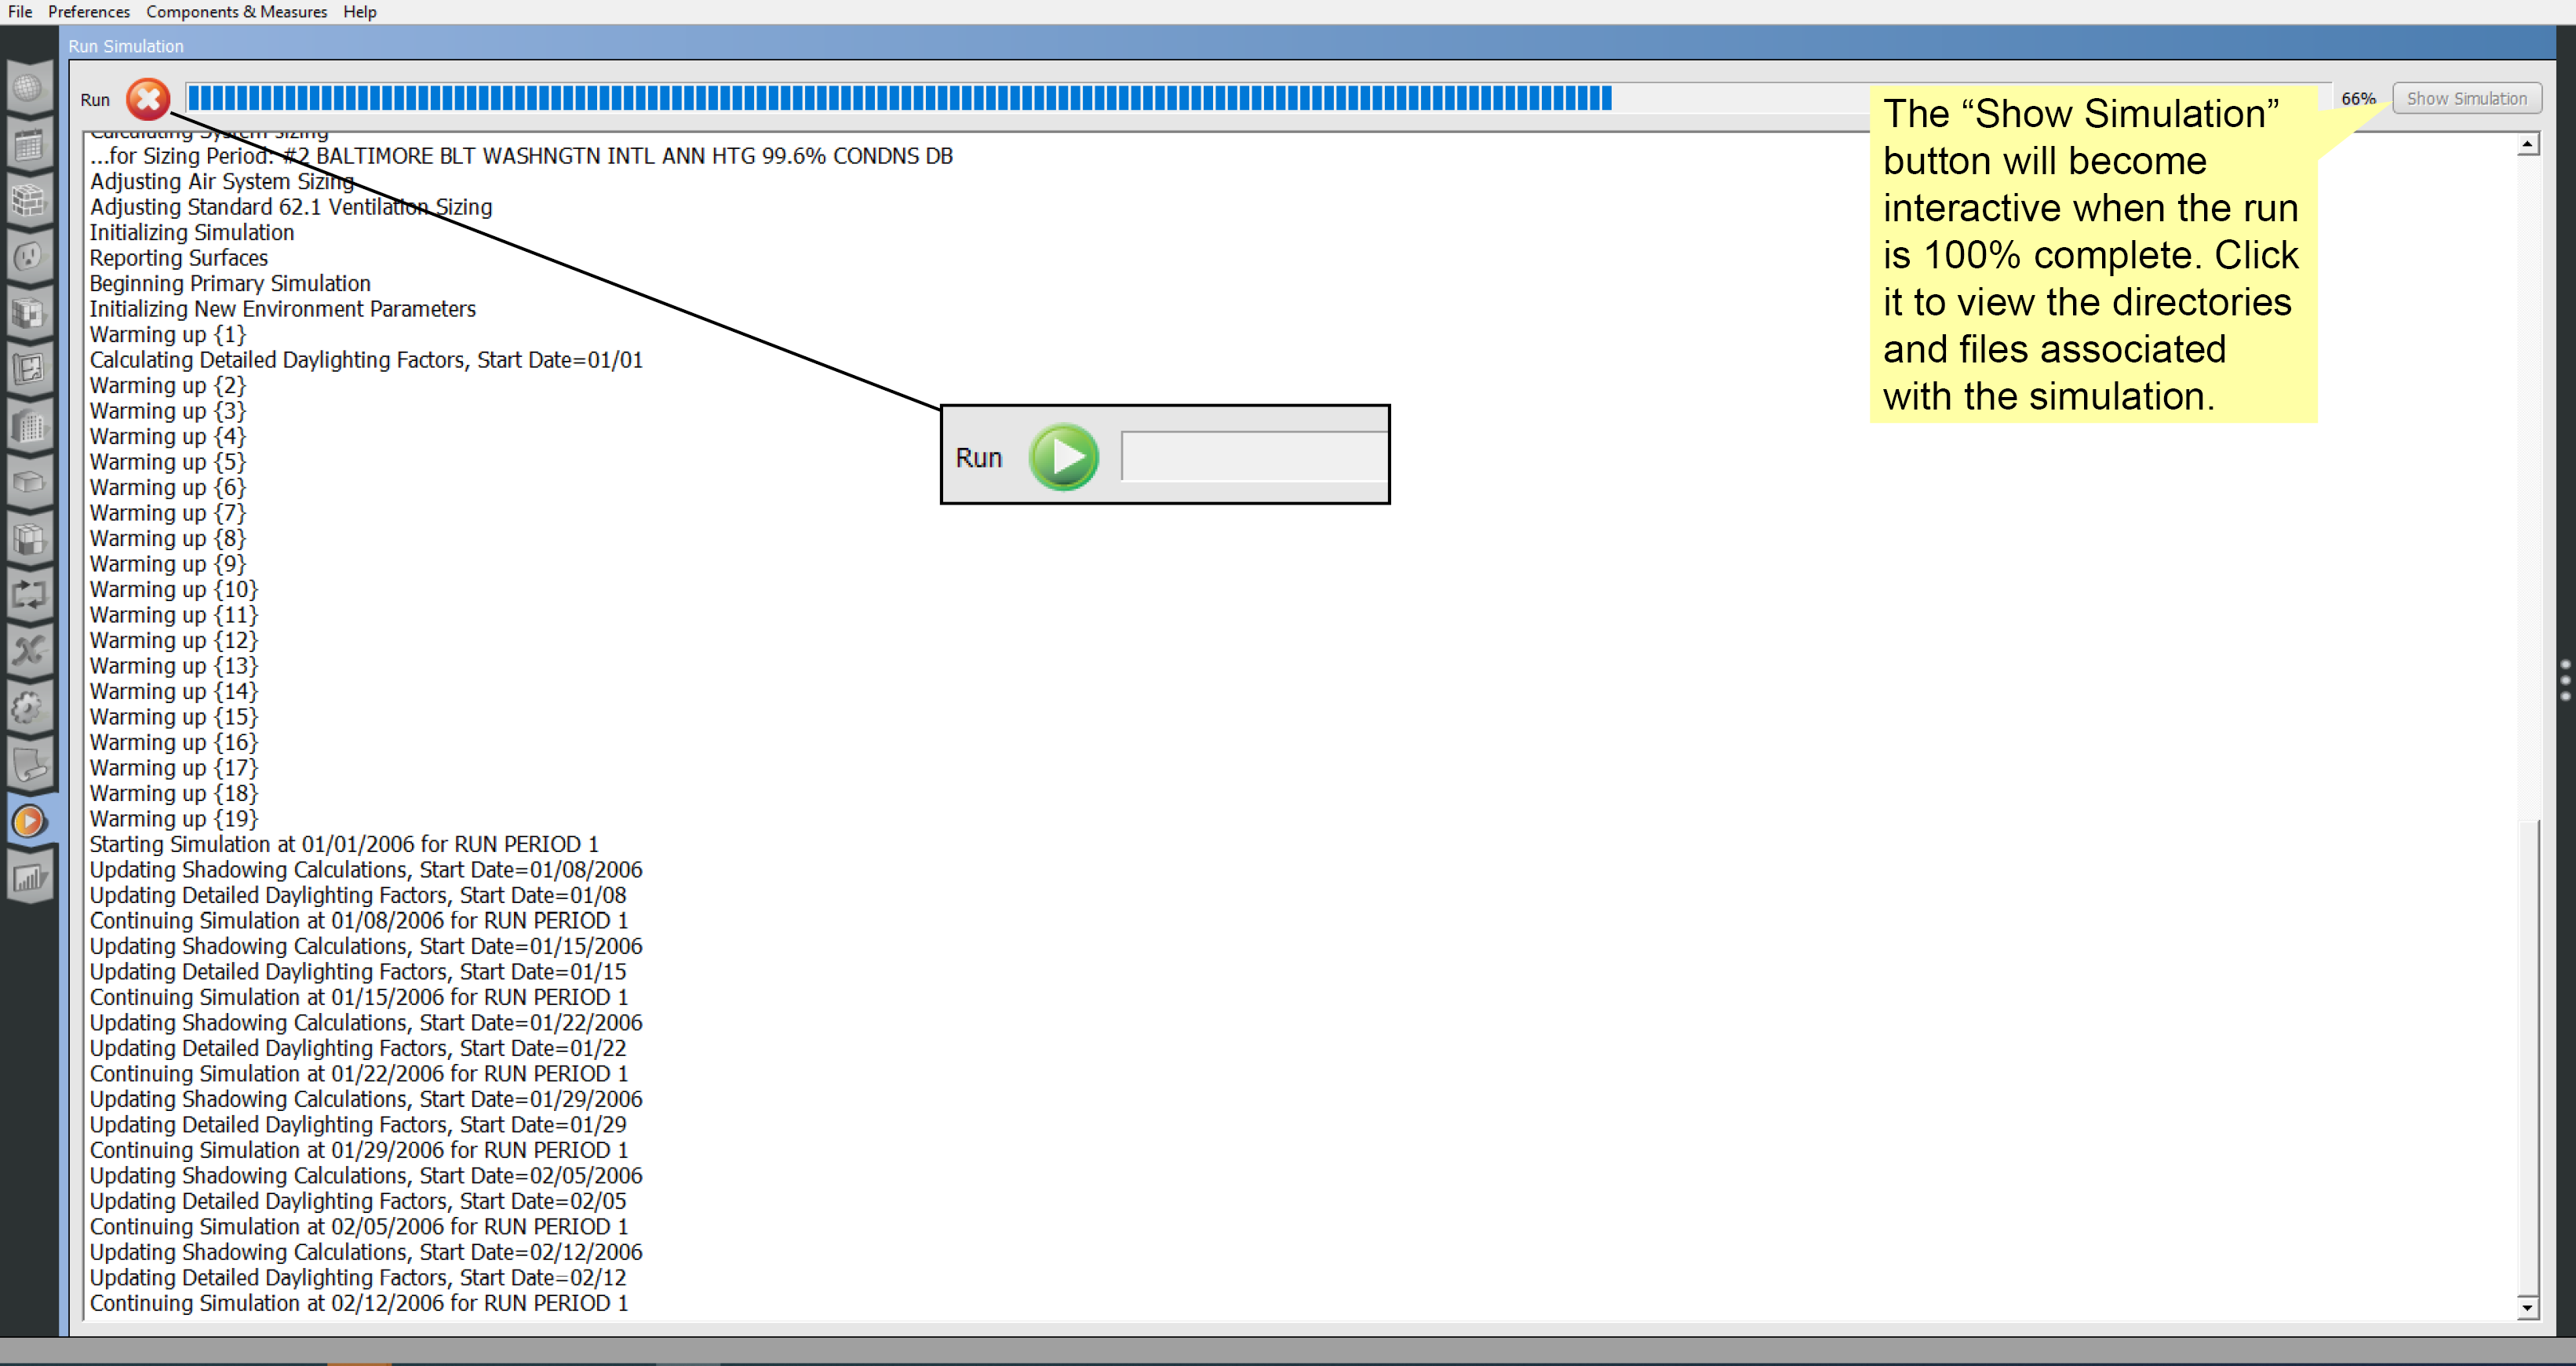 File Preferences Components & Measures Help
Run Simulation
Run 66% Show Simulation
Calculating System sizing
...for Sizing Period: #2 BALTIMORE BLT WASHNGTN INTL ANN HTG 99.6% CONDNS DB
Adjusting Air System Sizing
Adjusting Standard 62.1 Ventilation Sizing
Initializing Simulation
Reporting Surfaces
Beginning Primary Simulation
Initializing New Environment Parameters
Warming up {1}
Calculating Detailed Daylighting Factors, Start Date=01/01
Warming up {2}
Warming up {3}
Warming up {4}
Warming up {5}
Warming up {6}
Warming up {7}
Warming up {8}
Warming up {9}
Warming up {10}
Warming up {11}
Warming up {12}
Warming up {13}
Warming up {14}
Warming up {15}
Warming up {16}
Warming up {17}
Warming up {18}
Warming up {19}
Starting Simulation at 01/01/2006 for RUN PERIOD 1
Updating Shadowing Calculations, Start Date=01/08/2006
Updating Detailed Daylighting Factors, Start Date=01/08
Continuing Simulation at 01/08/2006 for RUN PERIOD 1
Updating Shadowing Calculations, Start Date=01/15/2006
Updating Detailed Daylighting Factors, Start Date=01/15
Continuing Simulation at 01/15/2006 for RUN PERIOD 1
Updating Shadowing Calculations, Start Date=01/22/2006
Updating Detailed Daylighting Factors, Start Date=01/22
Continuing Simulation at 01/22/2006 for RUN PERIOD 1
Updating Shadowing Calculations, Start Date=01/29/2006
Updating Detailed Daylighting Factors, Start Date=01/29
Continuing Simulation at 01/29/2006 for RUN PERIOD 1
Updating Shadowing Calculations, Start Date=02/05/2006
Updating Detailed Daylighting Factors, Start Date=02/05
Continuing Simulation at 02/05/2006 for RUN PERIOD 1
Updating Shadowing Calculations, Start Date=02/12/2006
Updating Detailed Daylighting Factors, Start Date=02/12
Continuing Simulation at 02/12/2006 for RUN PERIOD 1
Run
The “Show Simulation”
button will become
interactive when the run
is 100% complete. Click
it to view the directories
and files associated
with the simulation.